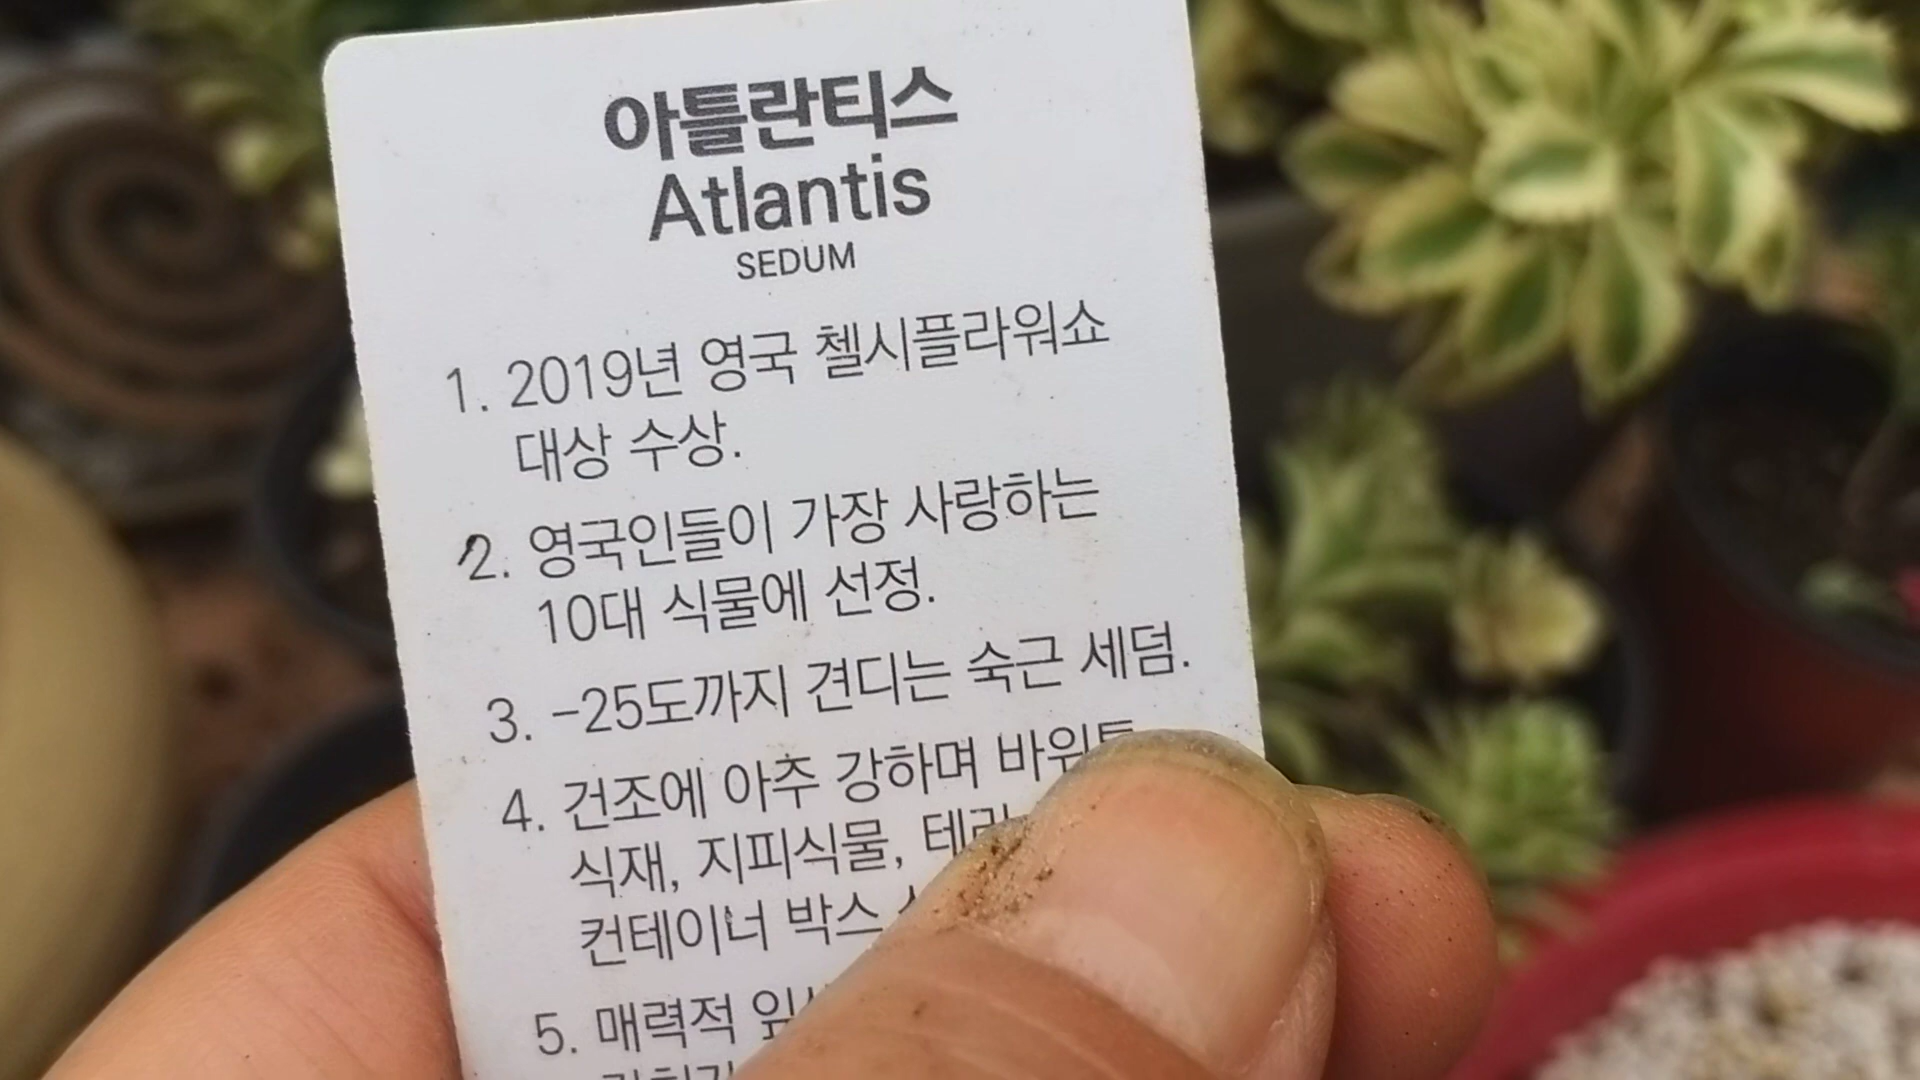 아틀란티스
Atlantis
SEDUM
1. 2019년 영국 첼시플라워쇼
대상 수상.
2. 영국인들이 가장 사랑하는
10대 식물에 선정.
3. -25도까지 견디는 숙근 세덤.
4. 건조에 아주 강하며
식재, 지피식물,
컨테이너 박스
5. 매력적